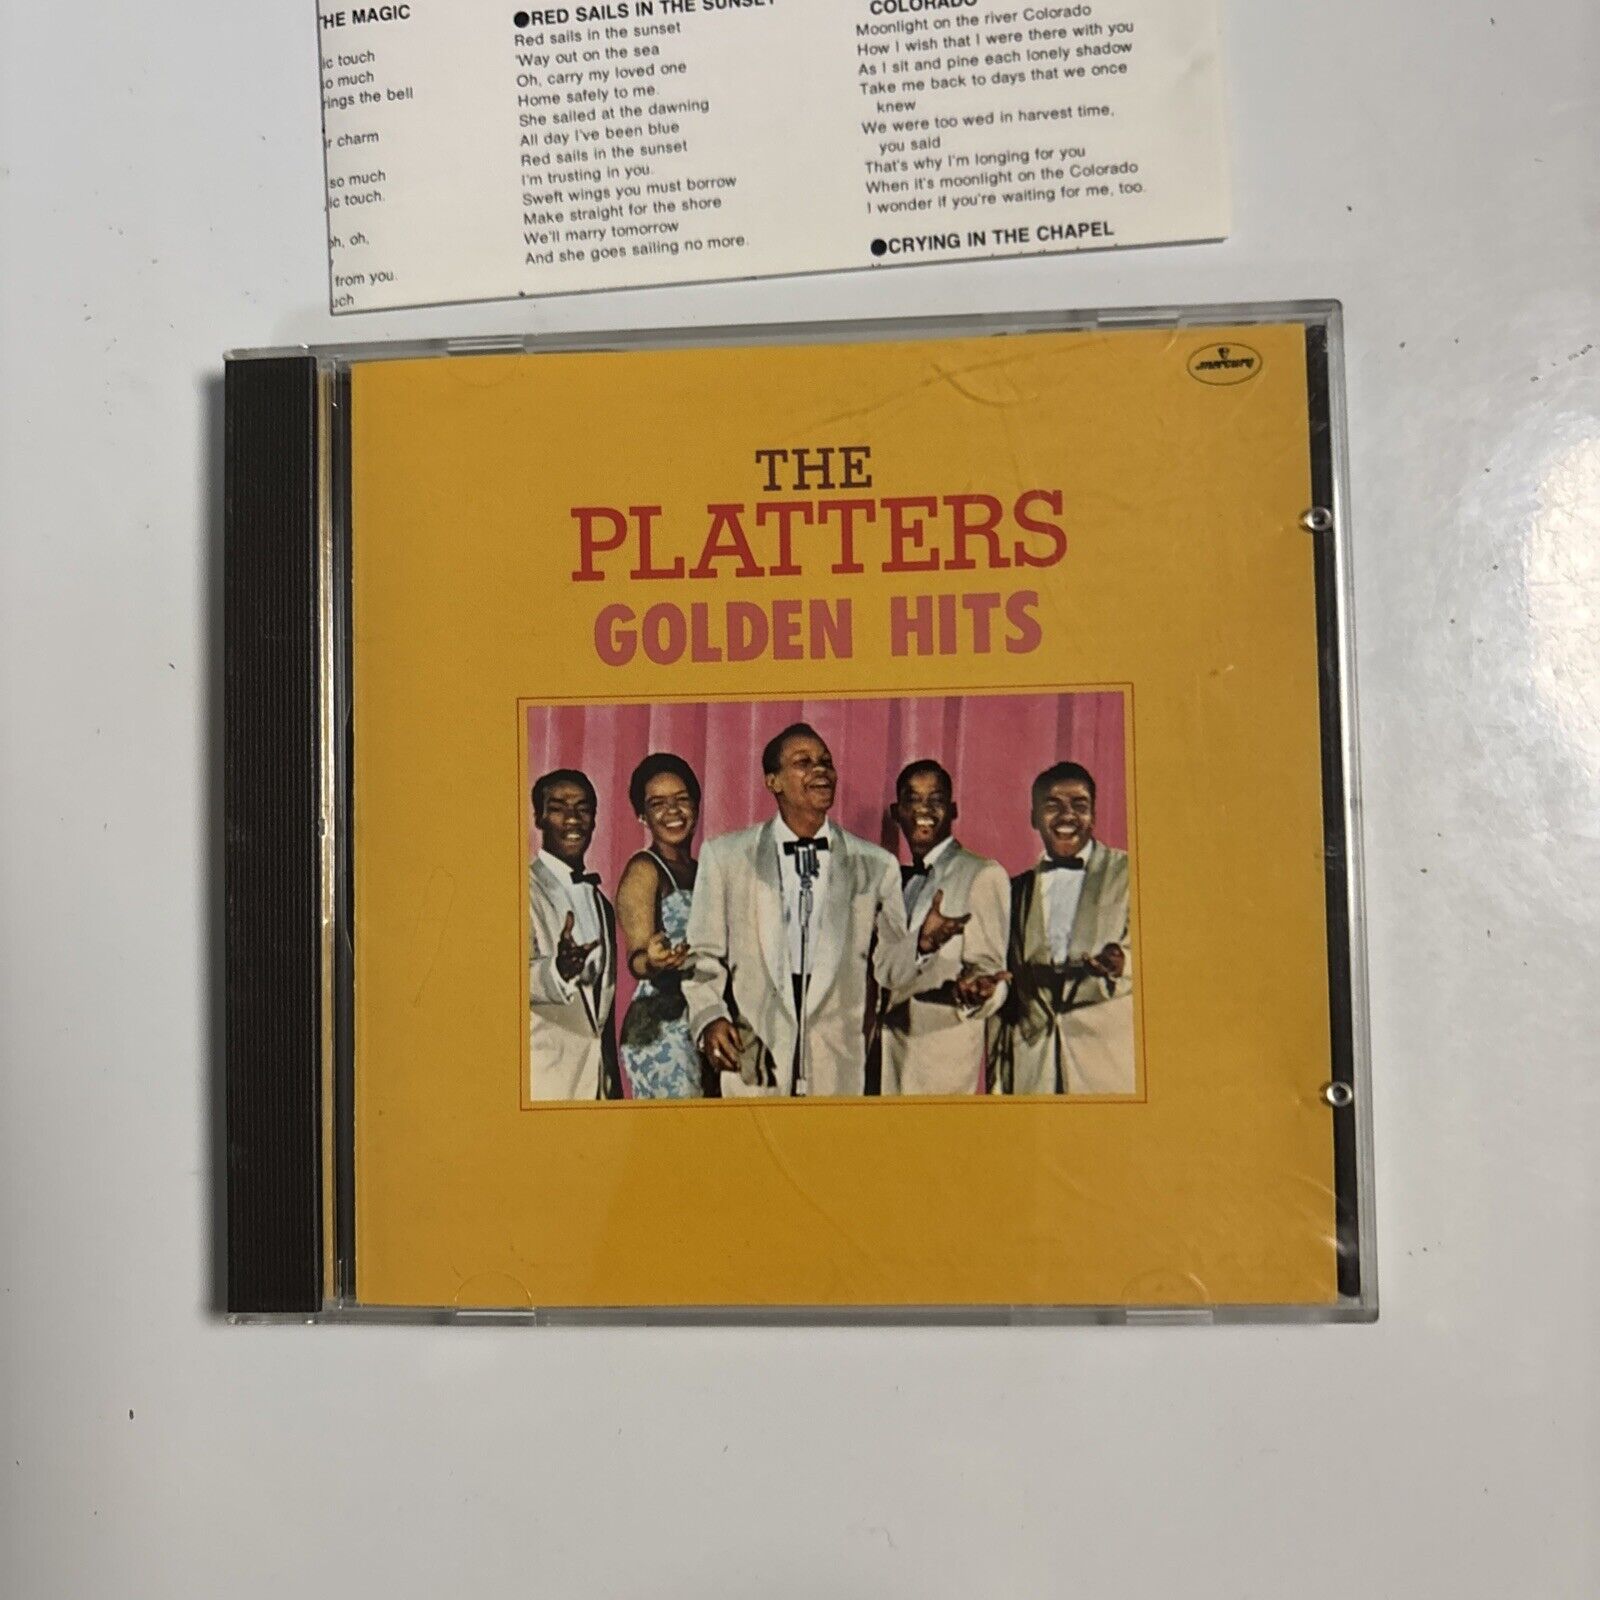 THE MAGIC
ic touch
so much
rings the bell
r charm
so much
ic touch.
oh, oh,
from you.
uch
●RED SAILS IN THE SUNSET
Red sails in the sunset
'Way out on the sea
Oh, carry my loved one
Home safely to me.
She sailed at the dawning
All day I've been blue
Red sails in the sunset
I'm trusting in you.
Sweft wings you must borrow
Make straight for the shore
We'll marry tomorrow
And she goes sailing no more.
COLORADO
Moonlight on the river Colorado
How I wish that I were there with you
As I sit and pine each lonely shadow
Take me back to days that we once
knew
We were too wed in harvest time,
you said
That's why I'm longing for you
When it's moonlight on the Colorado
I wonder if you're waiting for me, too.
●CRYING IN THE CHAPEL
mercury
THE
PLATTERS
GOLDEN HITS